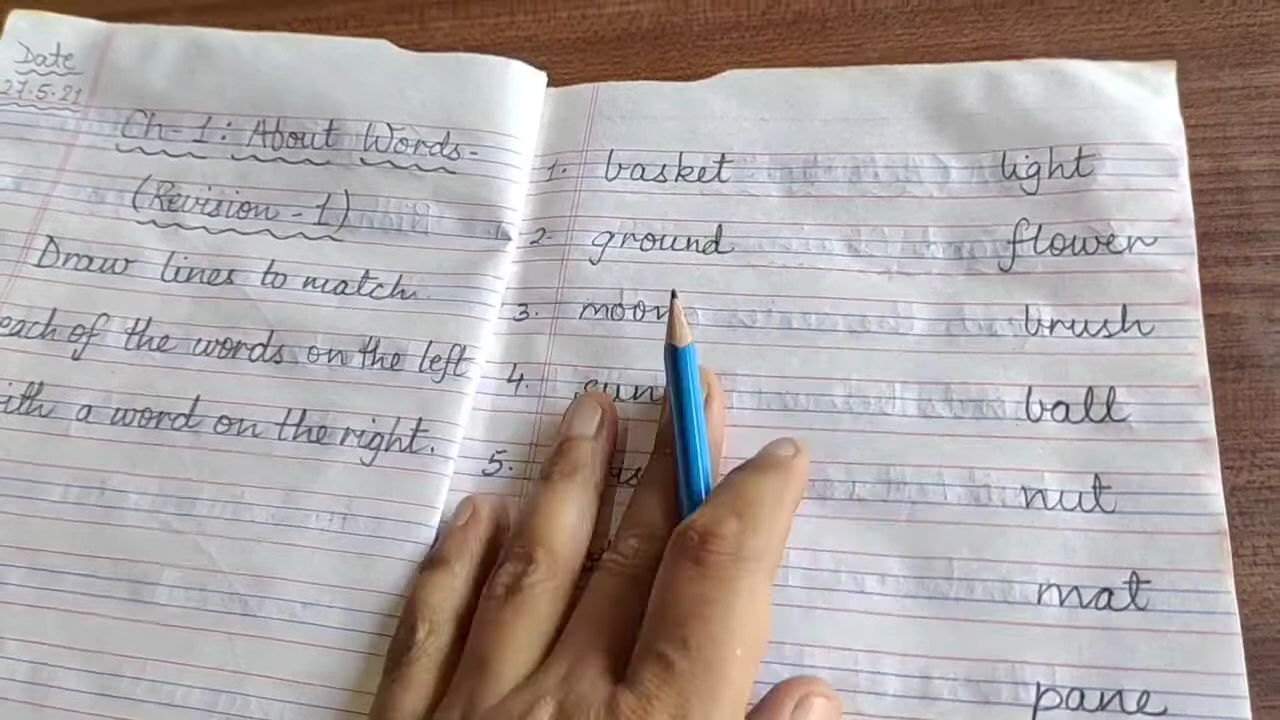 Date
27.5.21
Ch-1: About Words-
(Revision-1)
Draw lines to match
each of the words on the left
with a word on the right.
1. basket light
2. ground flower
3. moon brush
4. sun ball
5. nut
mat
pane